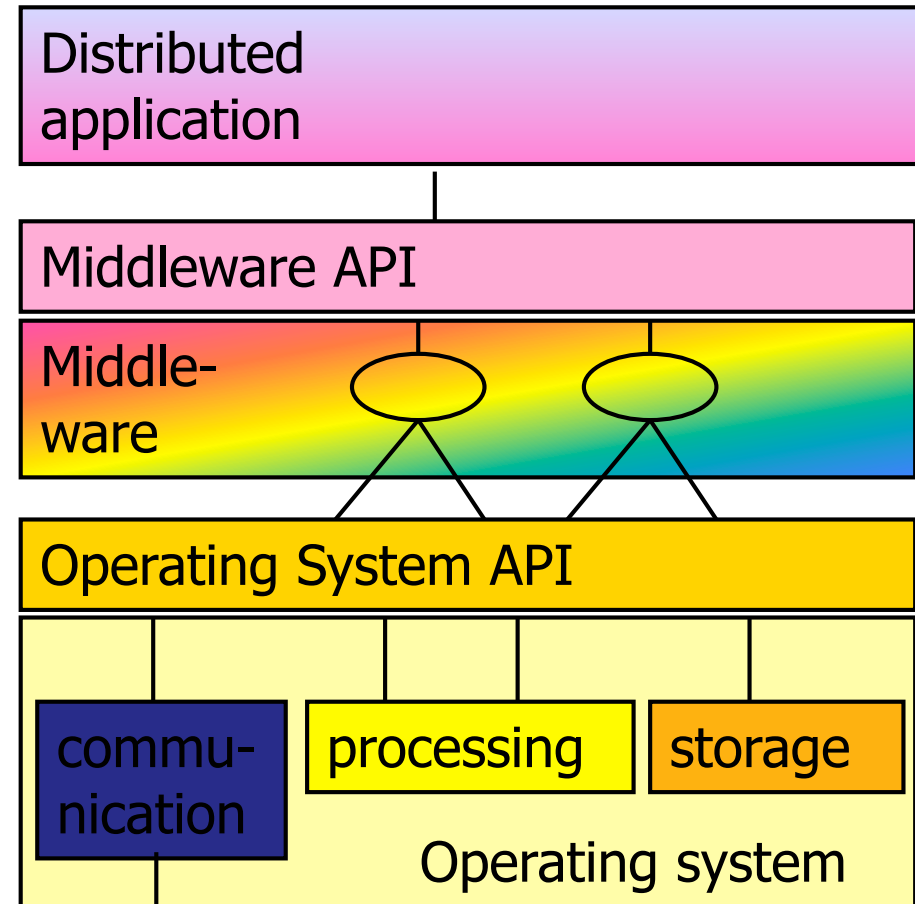 Distributed
application
Middleware API
Middle-
ware
Operating System API
commu-
nication
processing
storage
Operating system